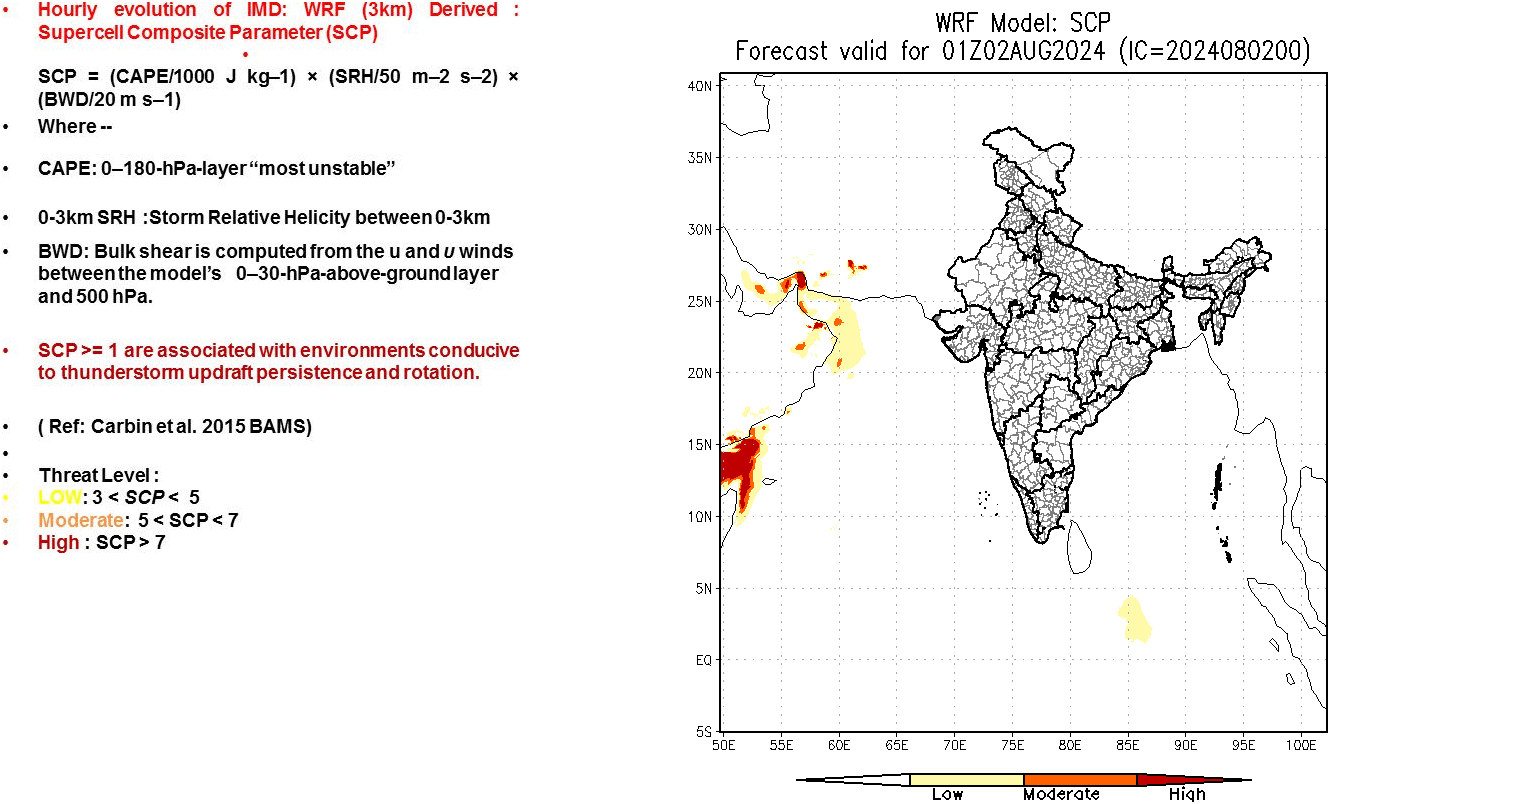 Hourly evolution of IMD: WRF (3km) Derived :
Supercell Composite Parameter (SCP)
SCP = (CAPE/1000 J kg–1) × (SRH/50 m–2 s–2) ×
(BWD/20 m s–1)
Where --
CAPE: 0–180-hPa-layer “most unstable”
0-3km SRH :Storm Relative Helicity between 0-3km
BWD: Bulk shear is computed from the u and υ winds
between the model’s 0–30-hPa-above-ground layer
and 500 hPa.
SCP >= 1 are associated with environments conducive
to thunderstorm updraft persistence and rotation.
( Ref: Carbin et al. 2015 BAMS)
Threat Level :
LOW: 3 < SCP < 5
Moderate: 5 < SCP < 7
High : SCP > 7
WRF Model: SCP
Forecast valid for 01Z02AUG2024 (IC=2024080200)
40N
35N
30N
25N
20N
15N
10N
5N
EQ
5S
50E 55E 60E 65E 70E 75E 80E 85E 90E 95E 100E
Low Moderate High